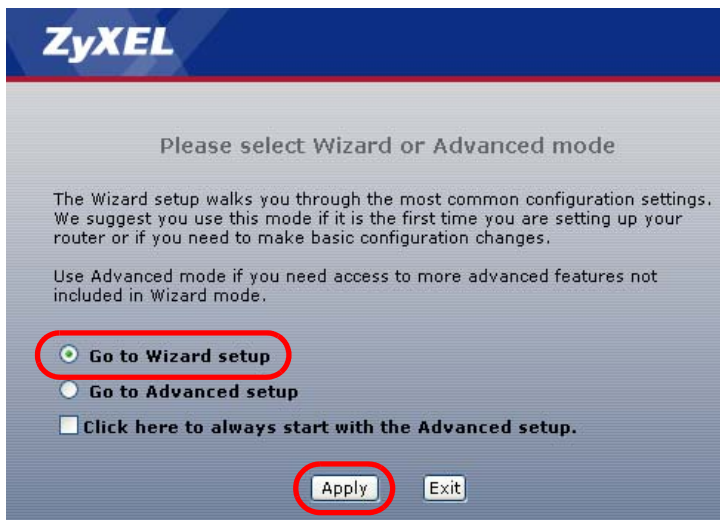 ZyXEL
Please select Wizard or Advanced mode
The Wizard setup walks you through the most common configuration settings.
We suggest you use this mode if it is the first time you are setting up your
router or if you need to make basic configuration changes.
Use Advanced mode if you need access to more advanced features not
included in Wizard mode.
Go to Wizard setup
Go to Advanced setup
Click here to always start with the Advanced setup.
Apply Exit